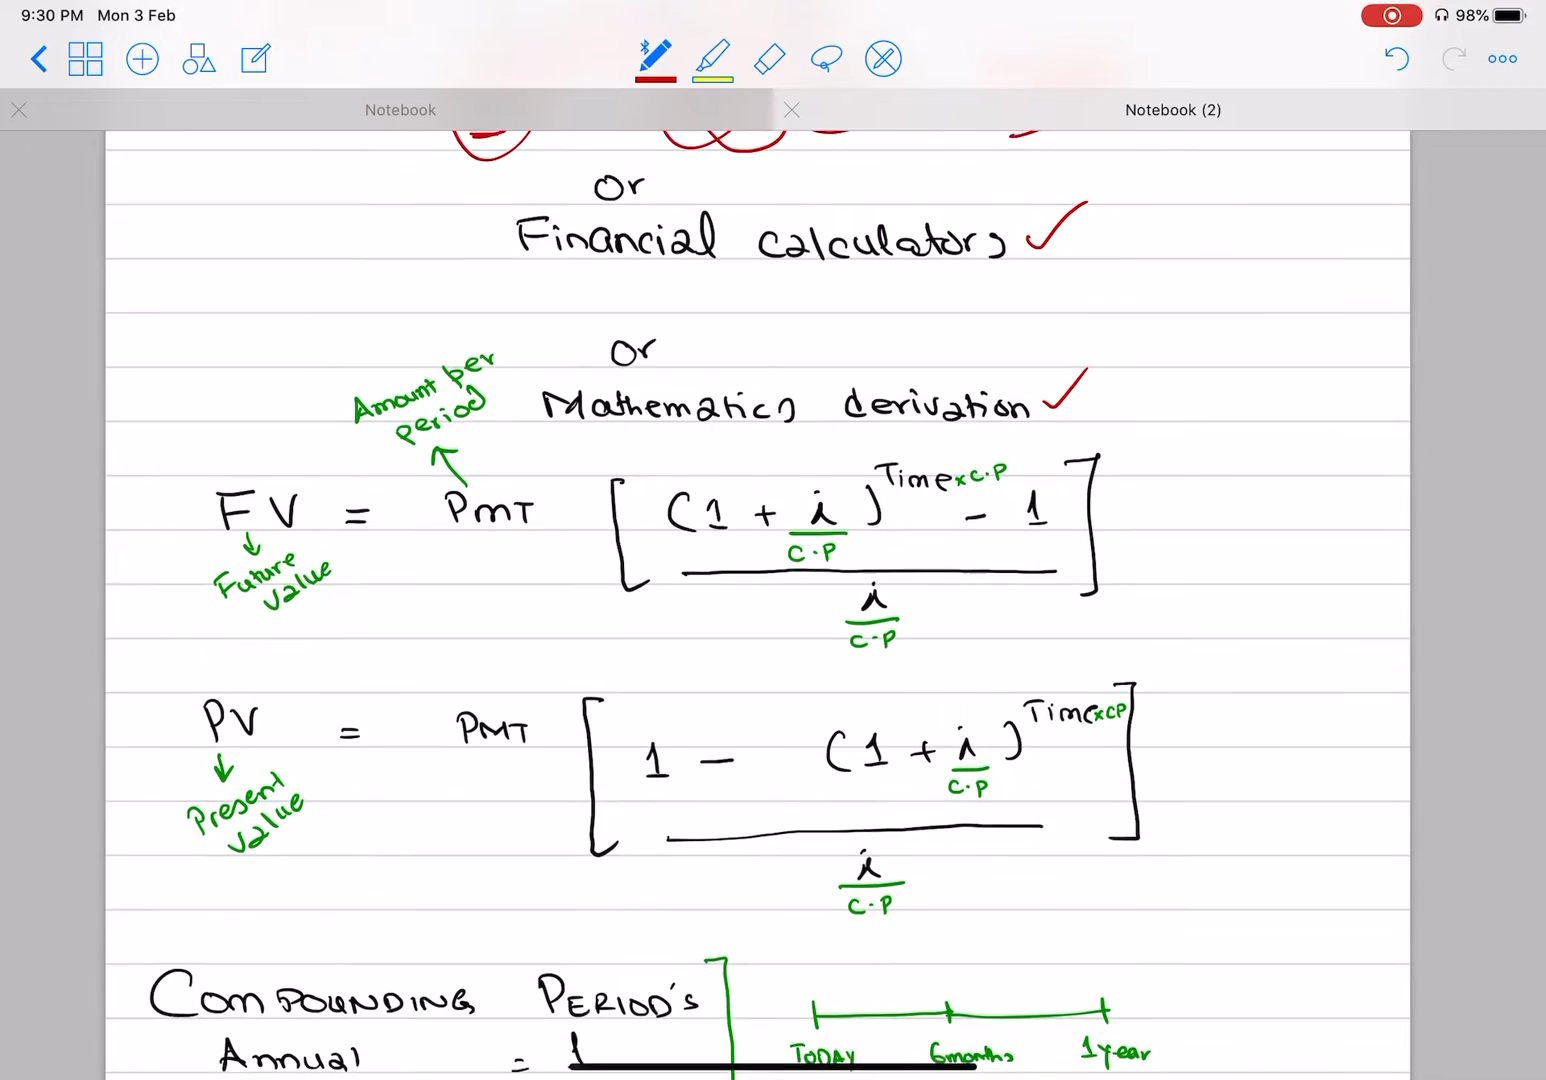 9:30 PM Mon 3 Feb
98%
Notebook
Notebook (2)
Or
Financial calculators
Or
Mathematics derivation
Amount per
period
FV = PMT [ (1 + i/C.P)^Time×C.P - 1 ]
i/C.P
Future
value
PV = PMT [ 1 - (1 + i/C.P)^Time×CP ]
i/C.P
Present
value
COMPOUNDING PERIOD'S
Annual = 1
TODAY 6months 1year